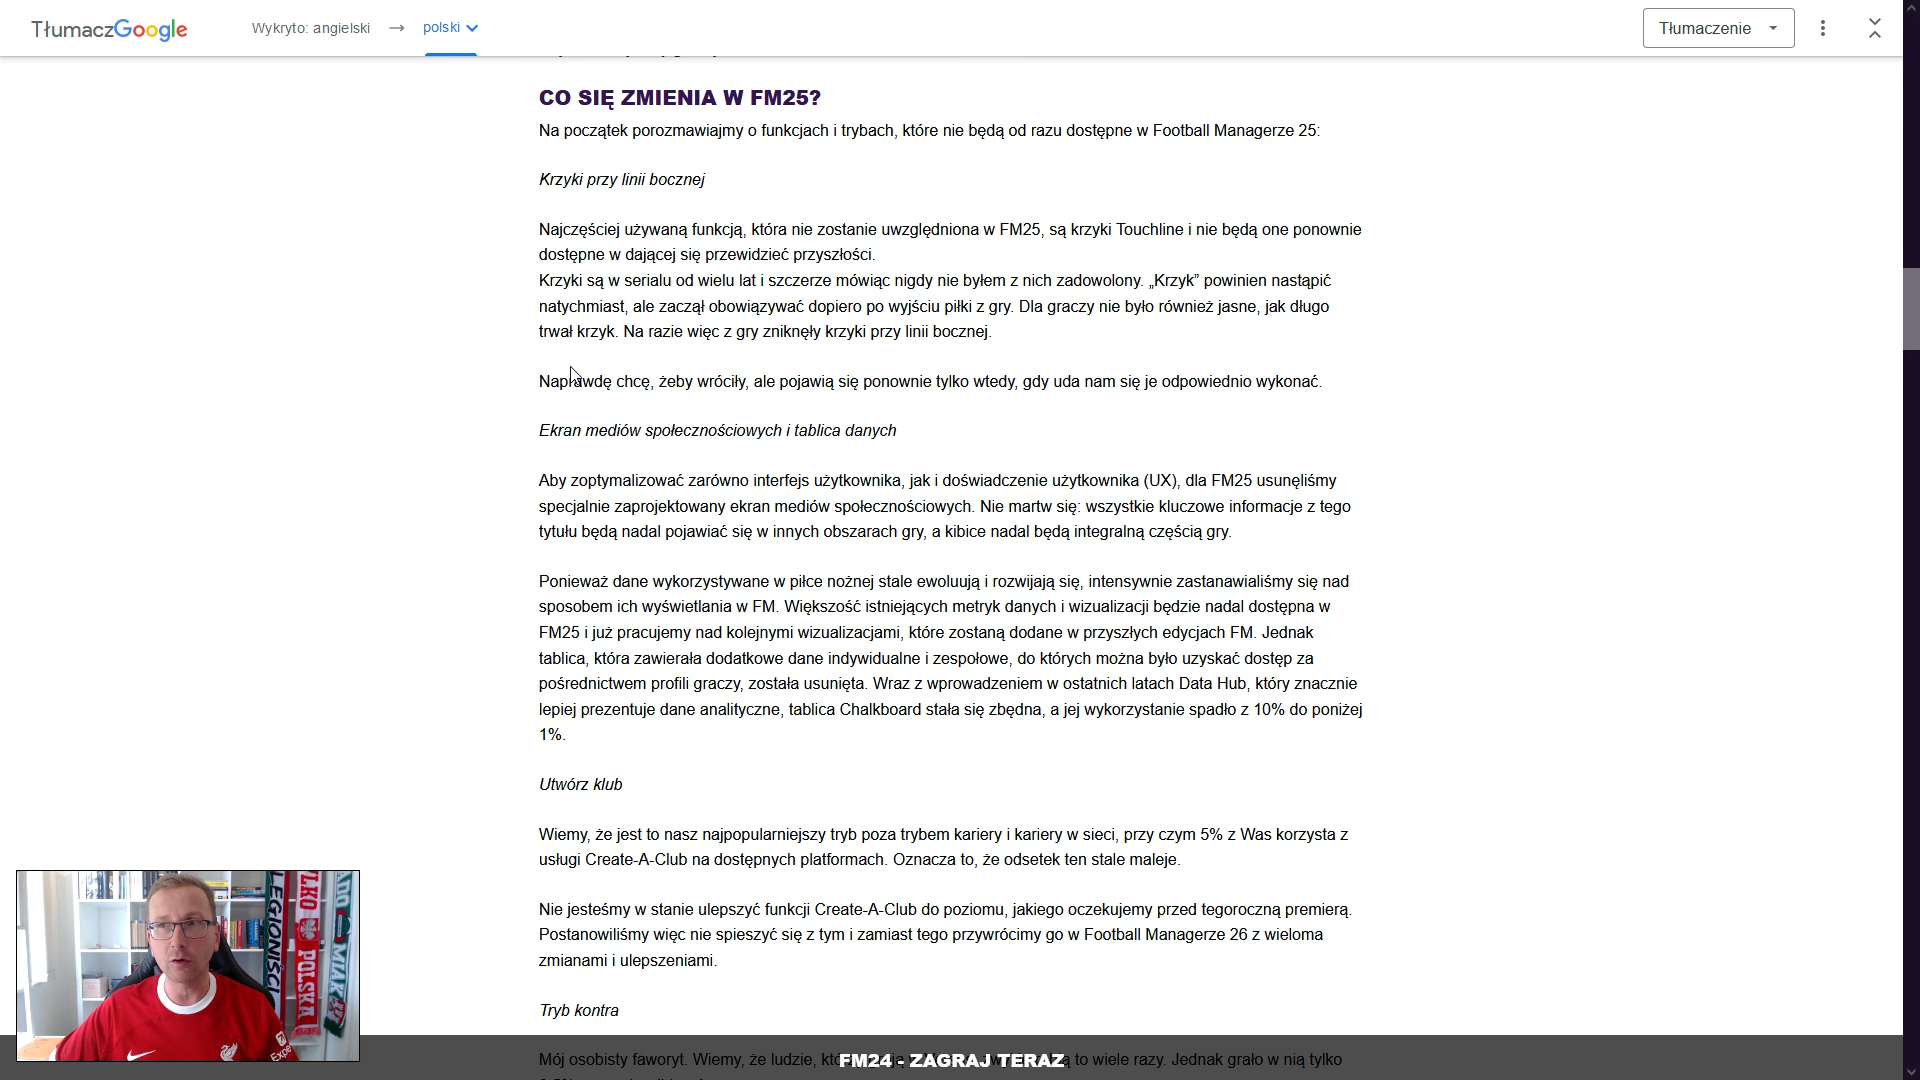 TłumaczGoogle
Wykryto: angielski → polski
Tłumaczenie
CO SIĘ ZMIENIA W FM25?
Na początek porozmawiajmy o funkcjach i trybach, które nie będą od razu dostępne w Football Managerze 25:
Krzyki przy linii bocznej
Najczęściej używaną funkcją, która nie zostanie uwzględniona w FM25, są krzyki Touchline i nie będą one ponownie
dostępne w dającej się przewidzieć przyszłości.
Krzyki są w serialu od wielu lat i szczerze mówiąc nigdy nie byłem z nich zadowolony. „Krzyk” powinien nastąpić
natychmiast, ale zaczął obowiązywać dopiero po wyjściu piłki z gry. Dla graczy nie było również jasne, jak długo
trwał krzyk. Na razie więc z gry zniknęły krzyki przy linii bocznej.
Naprawdę chcę, żeby wróciły, ale pojawią się ponownie tylko wtedy, gdy uda nam się je odpowiednio wykonać.
Ekran mediów społecznościowych i tablica danych
Aby zoptymalizować zarówno interfejs użytkownika, jak i doświadczenie użytkownika (UX), dla FM25 usunęliśmy
specjalnie zaprojektowany ekran mediów społecznościowych. Nie martw się: wszystkie kluczowe informacje z tego
tytułu będą nadal pojawiać się w innych obszarach gry, a kibice nadal będą integralną częścią gry.
Ponieważ dane wykorzystywane w piłce nożnej stale ewoluują i rozwijają się, intensywnie zastanawialiśmy się nad
sposobem ich wyświetlania w FM. Większość istniejących metryk danych i wizualizacji będzie nadal dostępna w
FM25 i już pracujemy nad kolejnymi wizualizacjami, które zostaną dodane w przyszłych edycjach FM. Jednak
tablica, która zawierała dodatkowe dane indywidualne i zespołowe, do których można było uzyskać dostęp za
pośrednictwem profili graczy, została usunięta. Wraz z wprowadzeniem w ostatnich latach Data Hub, który znacznie
lepiej prezentuje dane analityczne, tablica Chalkboard stała się zbędna, a jej wykorzystanie spadło z 10% do poniżej
1%.
Utwórz klub
Wiemy, że jest to nasz najpopularniejszy tryb poza trybem kariery i kariery w sieci, przy czym 5% z Was korzysta z
usługi Create-A-Club na dostępnych platformach. Oznacza to, że odsetek ten stale maleje.
Nie jesteśmy w stanie ulepszyć funkcji Create-A-Club do poziomu, jakiego oczekujemy przed tegoroczną premierą.
Postanowiliśmy więc nie spieszyć się z tym i zamiast tego przywrócimy go w Football Managerze 26 z wieloma
zmianami i ulepszeniami.
Tryb kontra
Mój osobisty faworyt. Wiemy, że ludzie, to wiele razy. Jednak grało w nią tylko
FM24 - ZAGRAJ TERAZ
LEGIONIŚCI
TYLKO
POLSKA